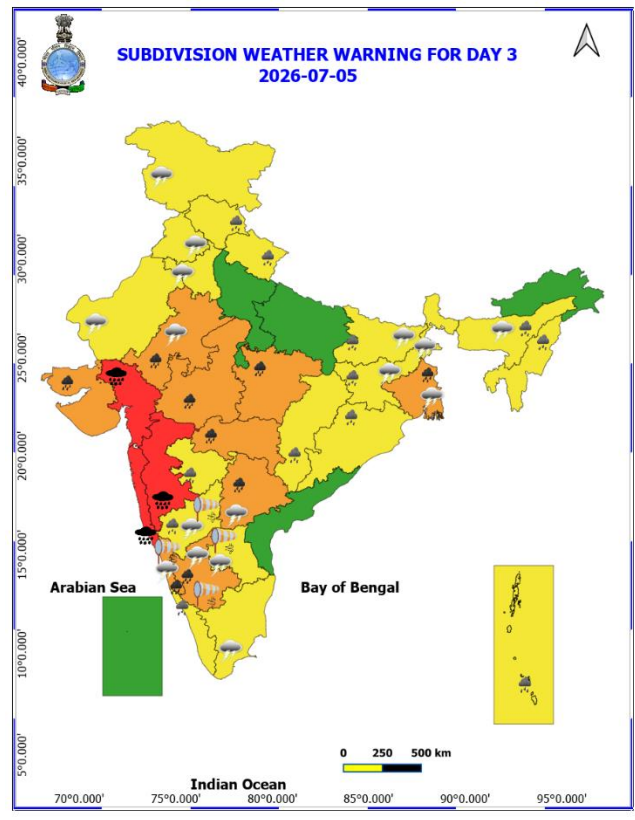 SUBDIVISION WEATHER WARNING FOR DAY 3
2026-07-05
40°0.000'
35°0.000'
30°0.000'
25°0.000'
20°0.000'
15°0.000'
10°0.000'
5°0.000'
Arabian Sea
Bay of Bengal
0 250 500 km
Indian Ocean
70°0.000' 75°0.000' 80°0.000' 85°0.000' 90°0.000' 95°0.000'